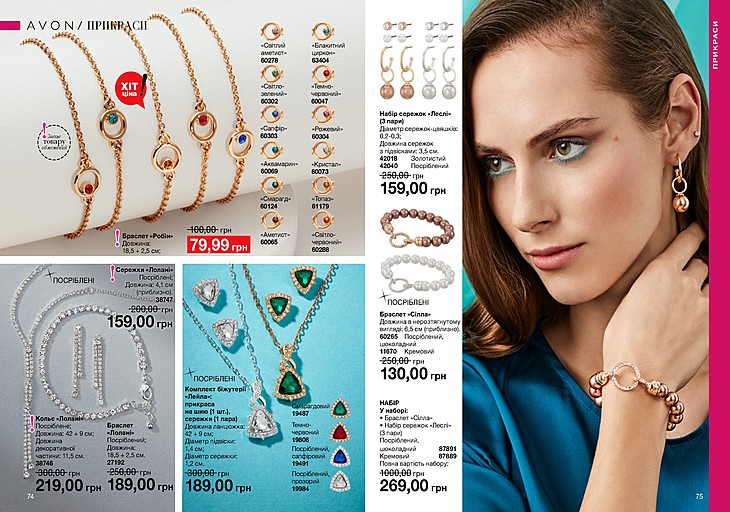 AVON / ПРИКРАСИ
ХІТ
ціна!
Запас
товару
обмежений
Браслет «Робін»
Довжина:
18,5 + 2,5 см;
100,00 грн
79,99 грн
«Світлий
аметист»
60278
«Блакитний
циркон»
63404
«Світло-
зелений»
60302
«Темно-
червоний»
60047
«Сапфір»
60303
«Рожевий»
60304
«Аквамарин»
60069
«Кристал»
60073
«Смарагд»
60124
«Топаз»
61179
«Аметист»
60065
«Світло-
червоний»
60288
ПОСРІБЛЕНІ
Сережки «Лолані»
Посріблені;
Довжина: 4,1 см
(приблизно).
38747
200,00 грн
159,00 грн
Кольє «Лолані»
Посріблене;
Довжина: 42 + 9 см;
Довжина
декоративної
частини: 11,5 см.
38746
300,00 грн
219,00 грн
Браслет
«Лолані»
Посріблений;
Довжина:
18,5 + 2,5 см.
27192
250,00 грн
189,00 грн
74
ПОСРІБЛЕНІ
Комплект біжутерії
«Лейла»:
прикраса
на шию (1 шт.),
сережки (1 пара)
Довжина ланцюжка:
42 + 9 см;
Діаметр підвіски:
1,4 см;
Діаметр сережки:
1,2 см.
300,00 грн
189,00 грн
Смарагдовий
19487
Темно-
червоний
19606
Посріблений,
сапфіровий
19491
Посріблений,
прозорий
19984
Набір сережок «Леслі»
(3 пари)
Діаметр сережок-цвяшків:
0,2-0,3;
Довжина сережок
з підвісками: 3,5 см.
42018 Золотистий
42040 Посріблений
250,00 грн
159,00 грн
ПОСРІБЛЕНІ
Браслет «Сілла»
Довжина в нерозтягнутому
вигляді: 6,5 см (приблизно).
60265 Посріблений,
шоколадний
11670 Кремовий
250,00 грн
130,00 грн
НАБІР
У наборі:
• Браслет «Сілла»
• Набір сережок «Леслі»
(3 пари)
Посріблений,
шоколадний 87891
Кремовий 87889
Повна вартість набору:
1000,00 грн
269,00 грн
ПРИКРАСИ
75